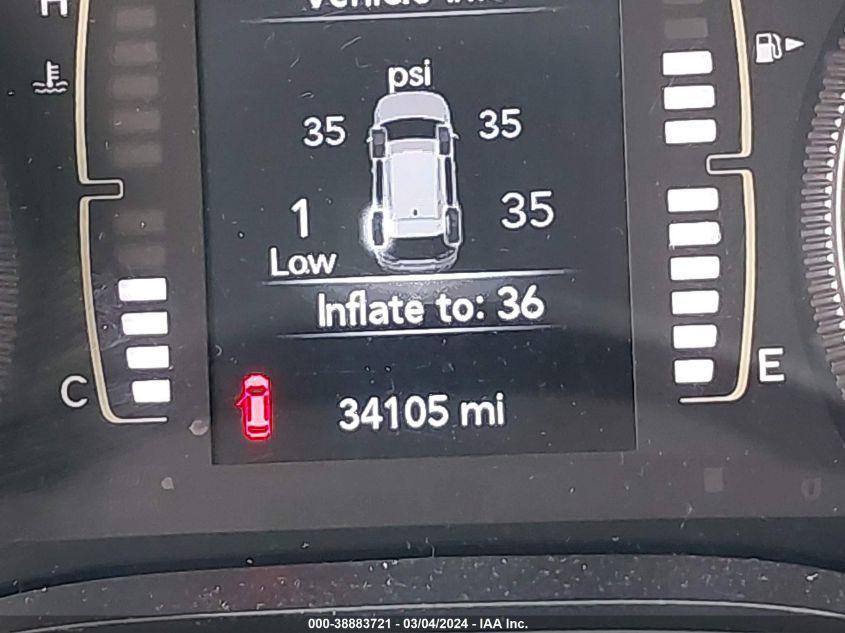 H
psi
35 35
1 35
Low
Inflate to: 36
C E
34105 mi
000-38883721 - 03/04/2024 - IAA Inc.